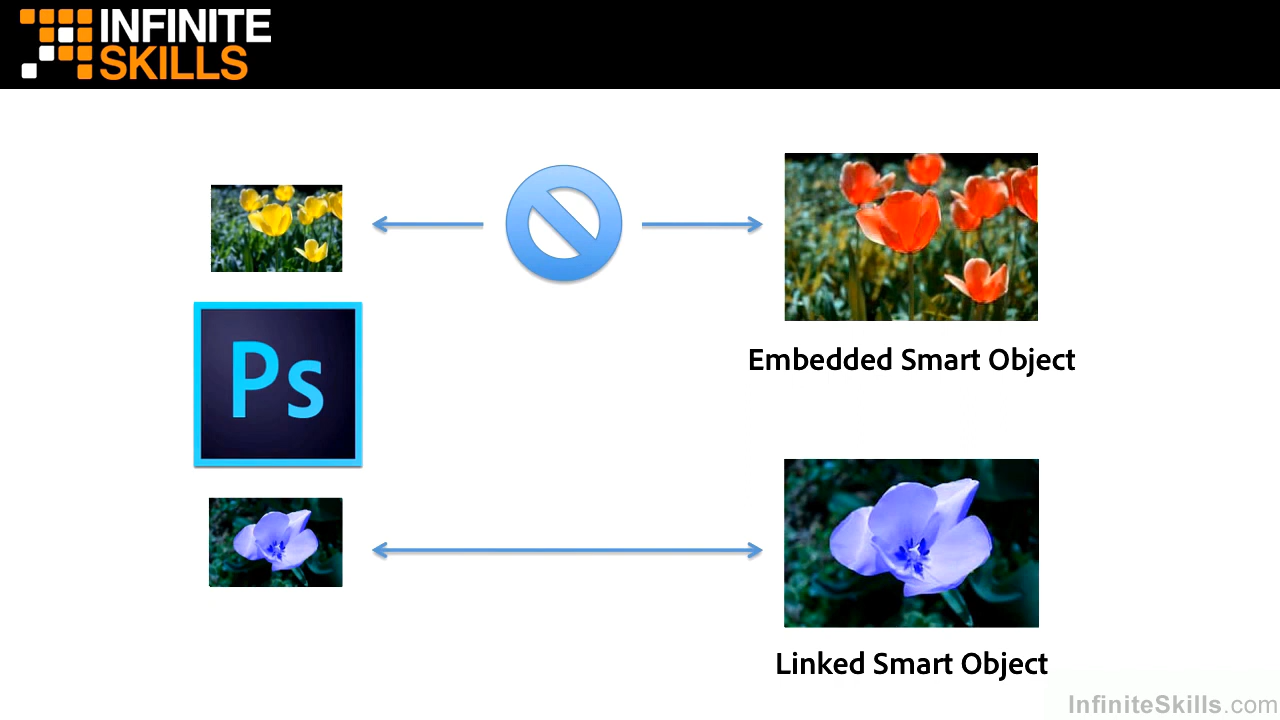 INFINITE
SKILLS
Ps
Embedded Smart Object
Linked Smart Object
InfiniteSkills.com